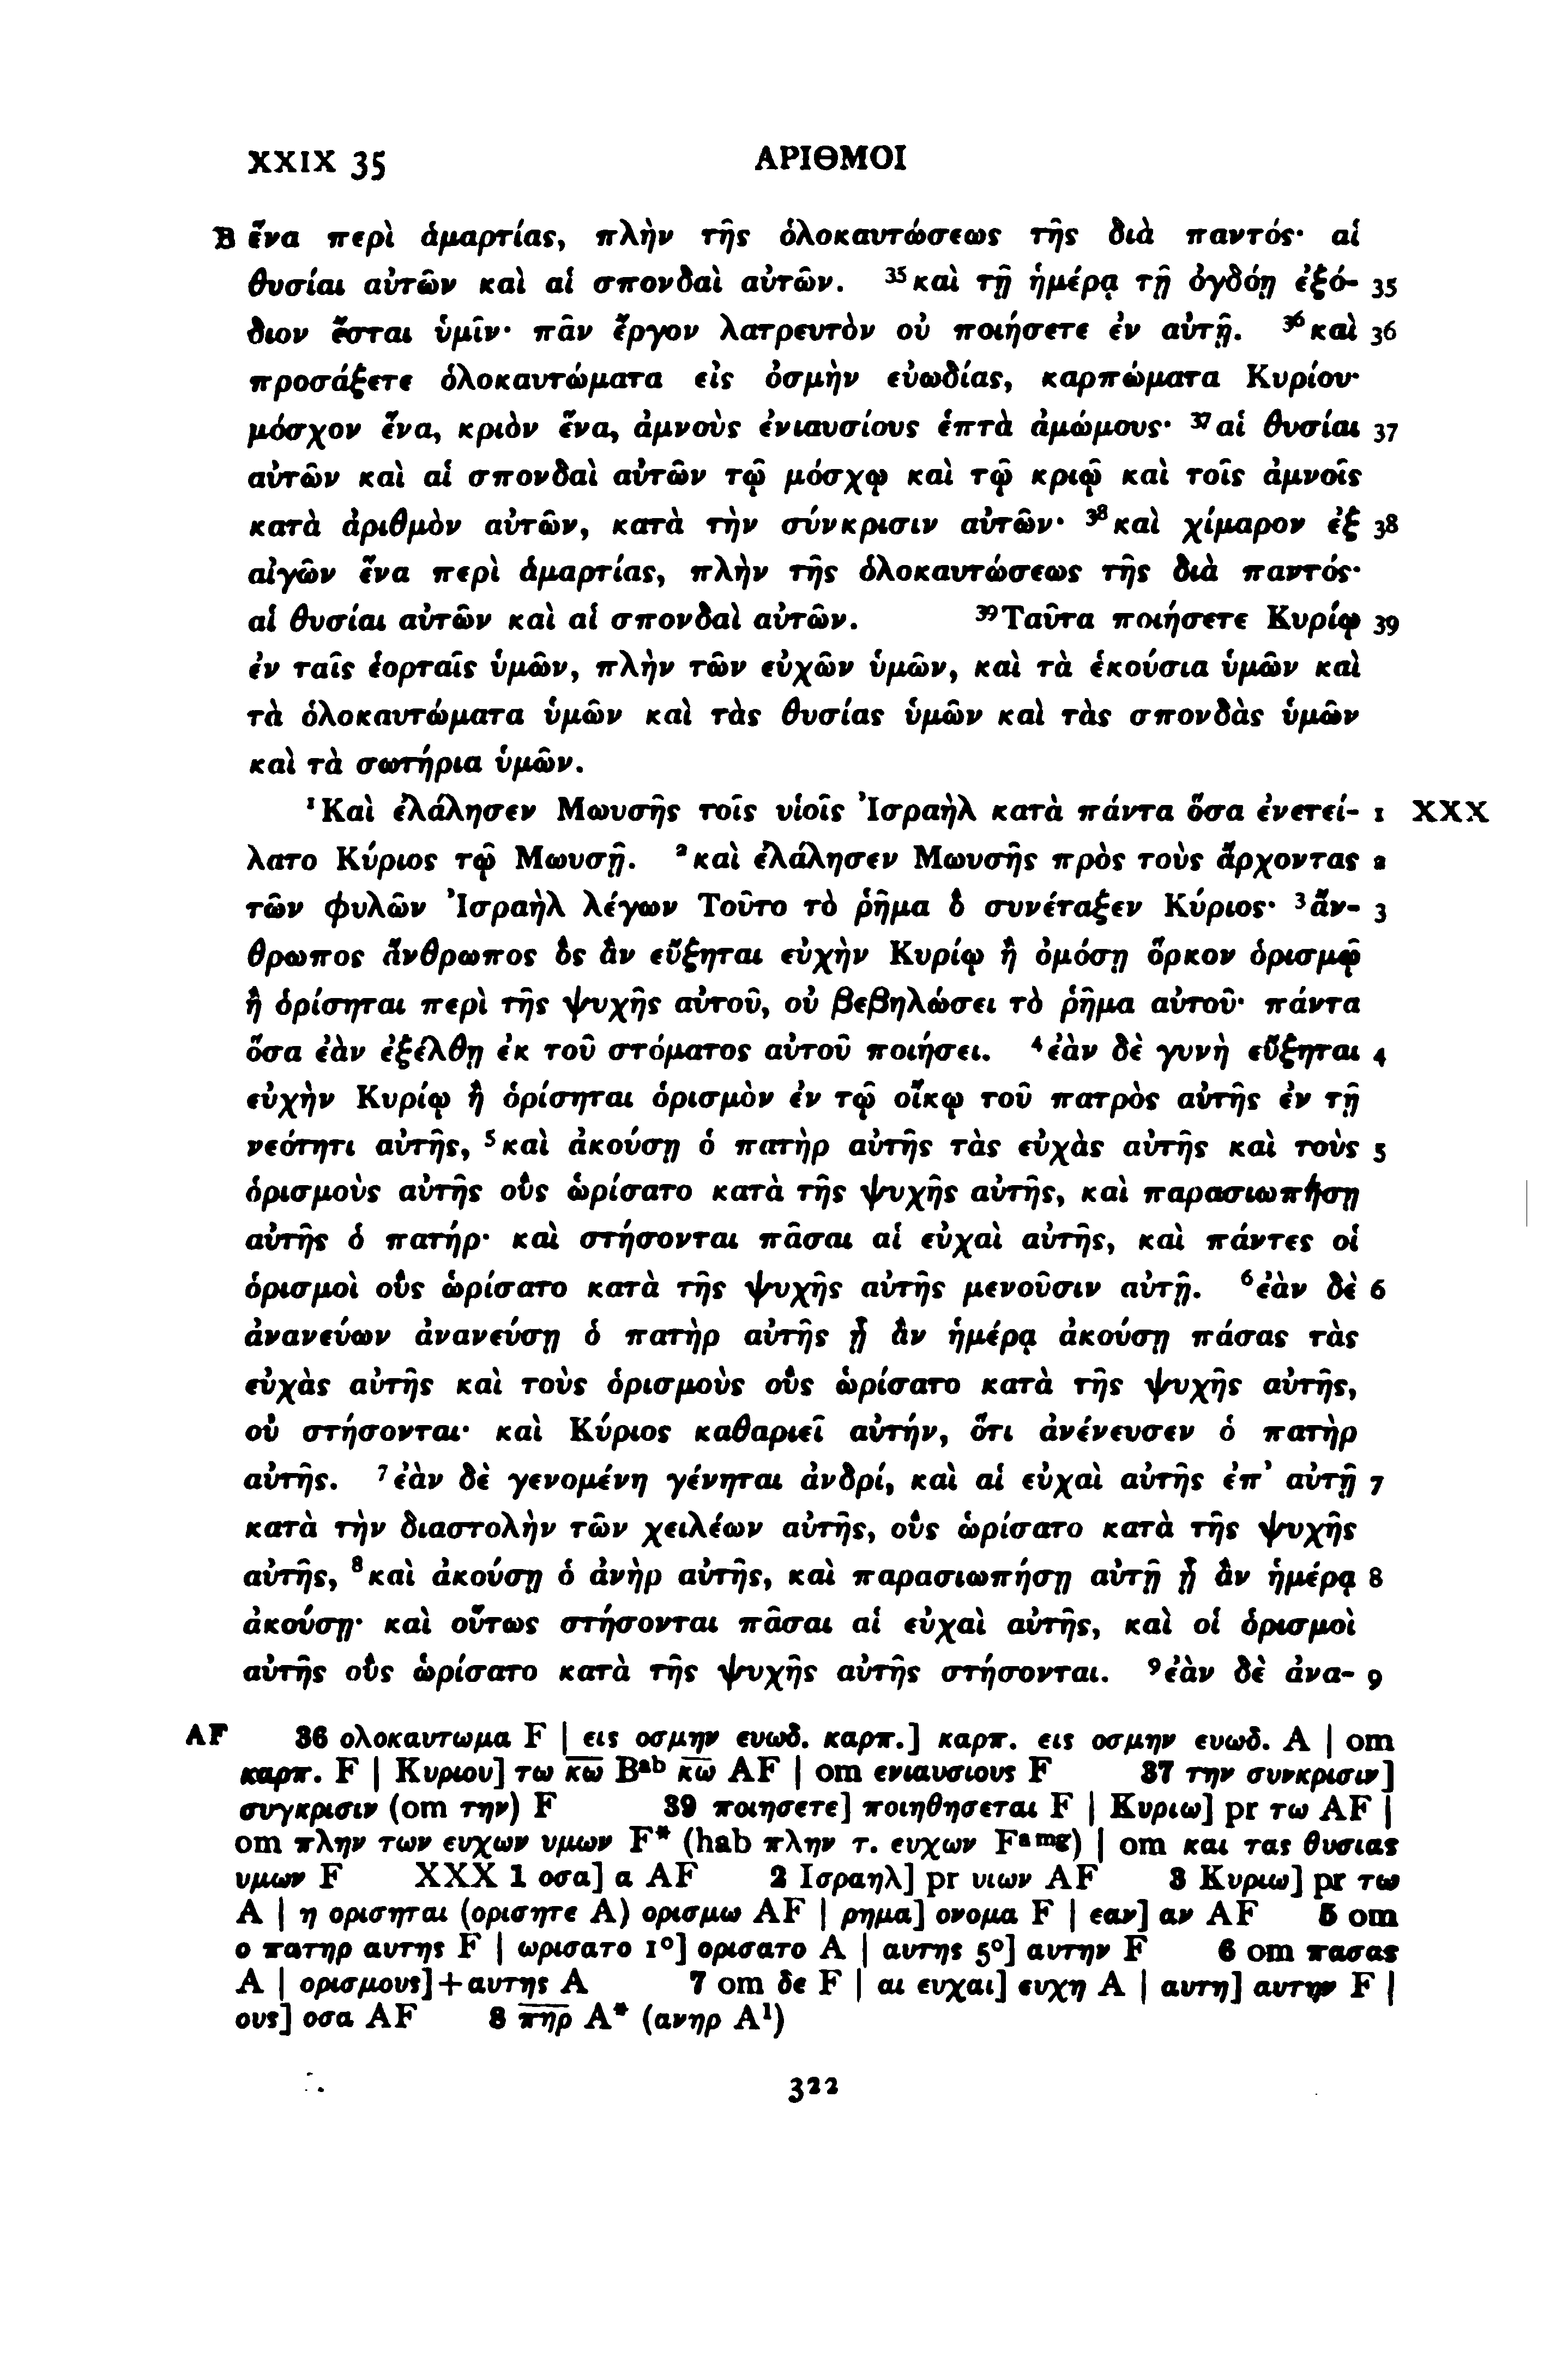 XXIX 35 ΑΡΙΘΜΟΙ
B ἕνα περὶ ἁμαρτίας, πλὴν τῆς ὁλοκαυτώσεως τῆς διὰ παντός· αἱ
θυσίαι αὐτῶν καὶ αἱ σπονδαὶ αὐτῶν. ³⁵καὶ τῇ ἡμέρᾳ τῇ ὀγδόῃ ἐξό- 35
διον ἔσται ὑμῖν· πᾶν ἔργον λατρευτὸν οὐ ποιήσετε ἐν αὐτῇ. ³⁶καὶ 36
προσάξετε ὁλοκαυτώματα εἰς ὀσμὴν εὐωδίας, καρπώματα Κυρίου·
μόσχον ἕνα, κριὸν ἕνα, ἀμνοὺς ἐνιαυσίους ἑπτὰ ἀμώμους· ³⁷αἱ θυσίαι 37
αὐτῶν καὶ αἱ σπονδαὶ αὐτῶν τῷ μόσχῳ καὶ τῷ κριῷ καὶ τοῖς ἀμνοῖς
κατὰ ἀριθμὸν αὐτῶν, κατὰ τὴν σύνκρισιν αὐτῶν· ³⁸καὶ χίμαρον ἐξ 38
αἰγῶν ἕνα περὶ ἁμαρτίας, πλὴν τῆς ὁλοκαυτώσεως τῆς διὰ παντός·
αἱ θυσίαι αὐτῶν καὶ αἱ σπονδαὶ αὐτῶν. ³⁹Ταῦτα ποιήσετε Κυρίῳ 39
ἐν ταῖς ἑορταῖς ὑμῶν, πλὴν τῶν εὐχῶν ὑμῶν, καὶ τὰ ἑκούσια ὑμῶν καὶ
τὰ ὁλοκαυτώματα ὑμῶν καὶ τὰς θυσίας ὑμῶν καὶ τὰς σπονδὰς ὑμῶν
καὶ τὰ σωτήρια ὑμῶν.
¹Καὶ ἐλάλησεν Μωυσῆς τοῖς υἱοῖς Ἰσραὴλ κατὰ πάντα ὅσα ἐνετεί- 1 XXX
λατο Κύριος τῷ Μωυσῇ. ²καὶ ἐλάλησεν Μωυσῆς πρὸς τοὺς ἄρχοντας 2
τῶν φυλῶν Ἰσραὴλ λέγων Τοῦτο τὸ ῥῆμα ὃ συνέταξεν Κύριος· ³ἄν- 3
θρωπος ἄνθρωπος ὃς ἂν εὔξηται εὐχὴν Κυρίῳ ἢ ὀμόσῃ ὅρκον ὁρισμῷ
ἢ ὁρίσηται περὶ τῆς ψυχῆς αὐτοῦ, οὐ βεβηλώσει τὸ ῥῆμα αὐτοῦ· πάντα
ὅσα ἐὰν ἐξέλθῃ ἐκ τοῦ στόματος αὐτοῦ ποιήσει. ⁴ἐὰν δὲ γυνὴ εὔξηται 4
εὐχὴν Κυρίῳ ἢ ὁρίσηται ὁρισμὸν ἐν τῷ οἴκῳ τοῦ πατρὸς αὐτῆς ἐν τῇ
νεότητι αὐτῆς, ⁵καὶ ἀκούσῃ ὁ πατὴρ αὐτῆς τὰς εὐχὰς αὐτῆς καὶ τοὺς 5
ὁρισμοὺς αὐτῆς οὓς ὡρίσατο κατὰ τῆς ψυχῆς αὐτῆς, καὶ παρασιωπήσῃ
αὐτῆς ὁ πατήρ· καὶ στήσονται πᾶσαι αἱ εὐχαὶ αὐτῆς, καὶ πάντες οἱ
ὁρισμοὶ οὓς ὡρίσατο κατὰ τῆς ψυχῆς αὐτῆς μενοῦσιν αὐτῇ. ⁶ἐὰν δὲ 6
ἀνανεύων ἀνανεύσῃ ὁ πατὴρ αὐτῆς ᾗ ἂν ἡμέρᾳ ἀκούσῃ πάσας τὰς
εὐχὰς αὐτῆς καὶ τοὺς ὁρισμοὺς οὓς ὡρίσατο κατὰ τῆς ψυχῆς αὐτῆς,
οὐ στήσονται· καὶ Κύριος καθαριεῖ αὐτήν, ὅτι ἀνένευσεν ὁ πατὴρ
αὐτῆς. ⁷ἐὰν δὲ γενομένη γένηται ἀνδρί, καὶ αἱ εὐχαὶ αὐτῆς ἐπ’ αὐτῇ 7
κατὰ τὴν διαστολὴν τῶν χειλέων αὐτῆς, οὓς ὡρίσατο κατὰ τῆς ψυχῆς
αὐτῆς, ⁸καὶ ἀκούσῃ ὁ ἀνὴρ αὐτῆς, καὶ παρασιωπήσῃ αὐτῇ ᾗ ἂν ἡμέρᾳ 8
ἀκούσῃ· καὶ οὕτως στήσονται πᾶσαι αἱ εὐχαὶ αὐτῆς, καὶ οἱ ὁρισμοὶ
αὐτῆς οὓς ὡρίσατο κατὰ τῆς ψυχῆς αὐτῆς στήσονται. ⁹ἐὰν δὲ ἀνα- 9
AF 36 ολοκαυτωμα F | εις οσμην ευωδ. καρπ.] καρπ. εις οσμην ευωδ. A | om
καρπ. F | Κυριου] τω κ̅ω̅ Bᵃᵇ κ̅ω̅ AF | om ενιαυσιους F 37 την συνκρισιν]
συγκρισιν (om την) F 39 ποιησετε] ποιηθησεται F | Κυριω] pr τω AF |
om πλην των ευχων υμων F* (hab πλην τ. ευχων Fᵃ ᵐᵍ) | om και τας θυσιας
υμων F XXX 1 οσα] α AF 2 Ισραηλ] pr υιων AF 3 Κυριω] pr τω
A | η ορισηται (ορισητε A) ορισμω AF | ρημα] ονομα F | εαν] αν AF 5 om
ο πατηρ αυτης F | ωρισατο 1°] ορισατο A | αυτης 5°] αυτην F 6 om πασας
A | ορισμους]+αυτης A 7 om δε F | αι ευχαι] ευχη A | αυτη] αυτην F |
ους] οσα AF 8 π̅η̅ρ̅ A* (ανηρ A¹)
322